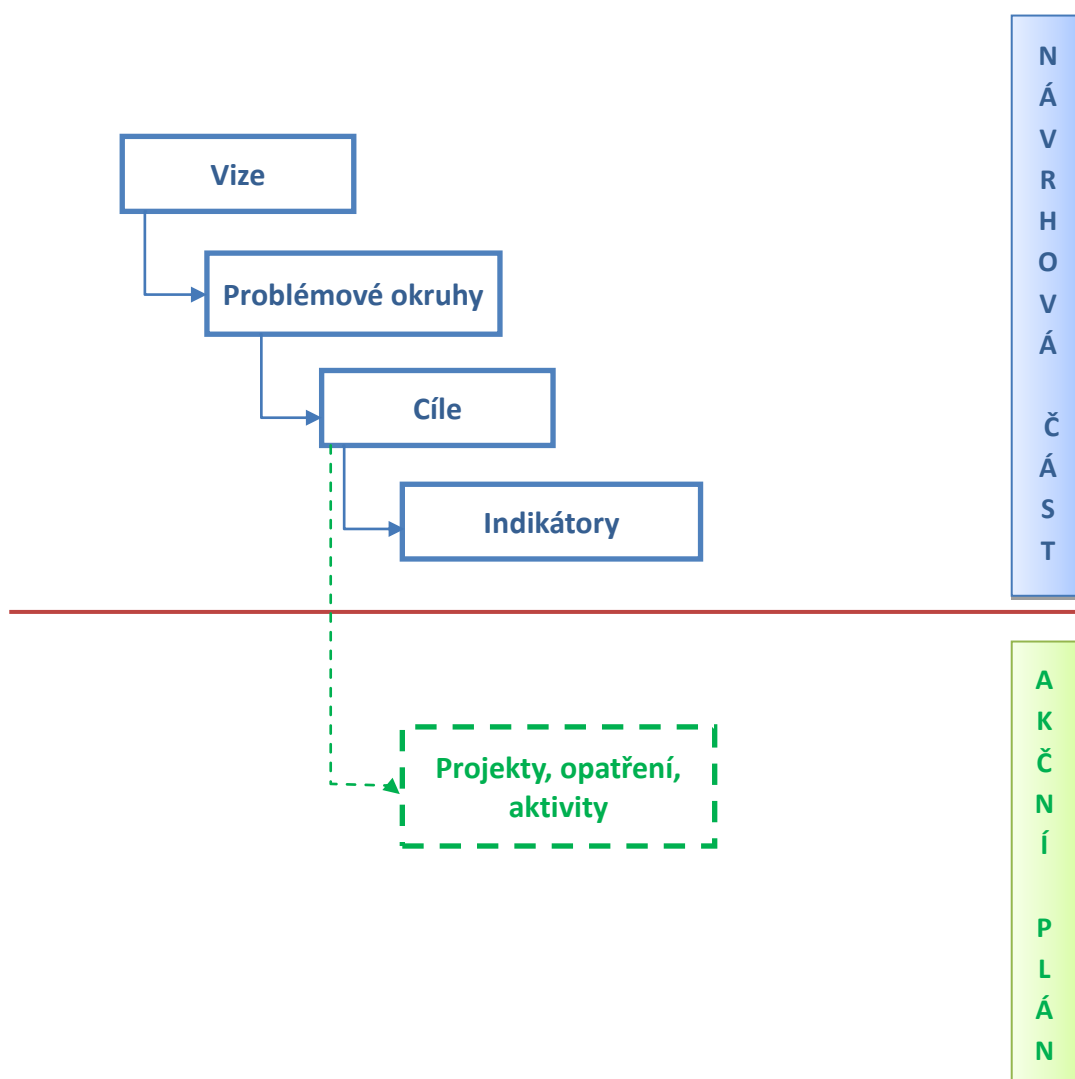 Vize
Problémové okruhy
Cíle
Indikátory
NÁVRHOVÁ ČÁST
Projekty, opatření,
aktivity
AKČNÍ PLÁN